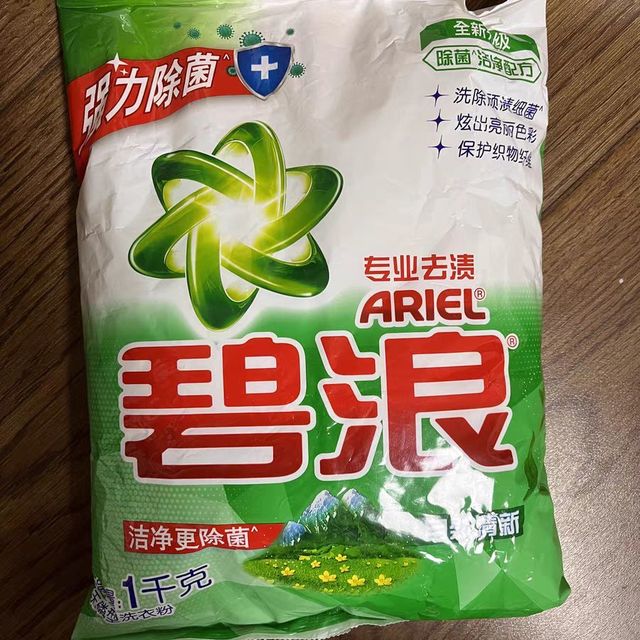 强力除菌^
全新
除菌^洁净配方
洗除顽渍细菌^
炫出亮丽色彩
保护织物纤维
专业去渍
ARIEL®
碧浪®
洁净更除菌^
清新
1千克
洗衣粉